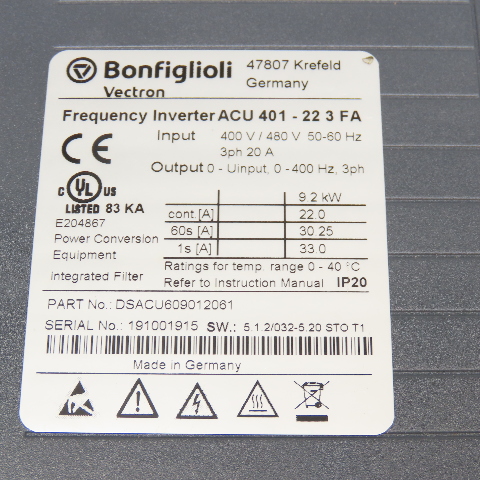 Bonfiglioli
Vectron
47807 Krefeld
Germany
Frequency Inverter ACU 401 - 22 3 FA
CE
Input 400 V / 480 V 50-60 Hz
3ph 20 A
Output 0 - Uinput, 0 - 400 Hz, 3ph
C UL US
LISTED 83 KA
E204867
Power Conversion
Equipment
Integrated Filter
9.2 kW
cont.[A] 22.0
60s [A] 30.25
1s [A] 33.0
Ratings for temp. range 0 - 40 °C
Refer to Instruction Manual IP20
PART No.: DSACU609012061
SERIAL No.: 191001915 SW.: 5.1.2/032-5.20 STO T1
Made in Germany